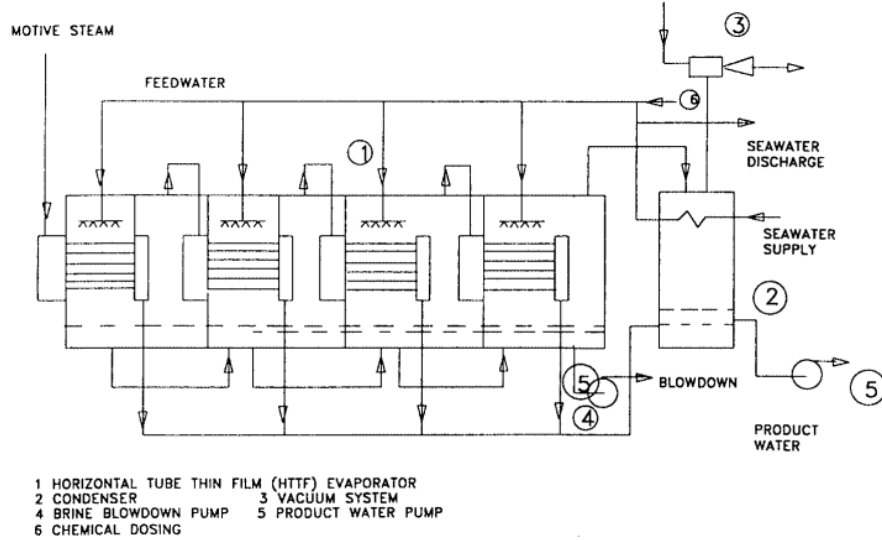 MOTIVE STEAM
3
FEEDWATER
6
1
SEAWATER
DISCHARGE
SEAWATER
SUPPLY
2
5
BLOWDOWN
4
5
PRODUCT
WATER
1 HORIZONTAL TUBE THIN FILM (HTTF) EVAPORATOR
2 CONDENSER 3 VACUUM SYSTEM
4 BRINE BLOWDOWN PUMP 5 PRODUCT WATER PUMP
6 CHEMICAL DOSING